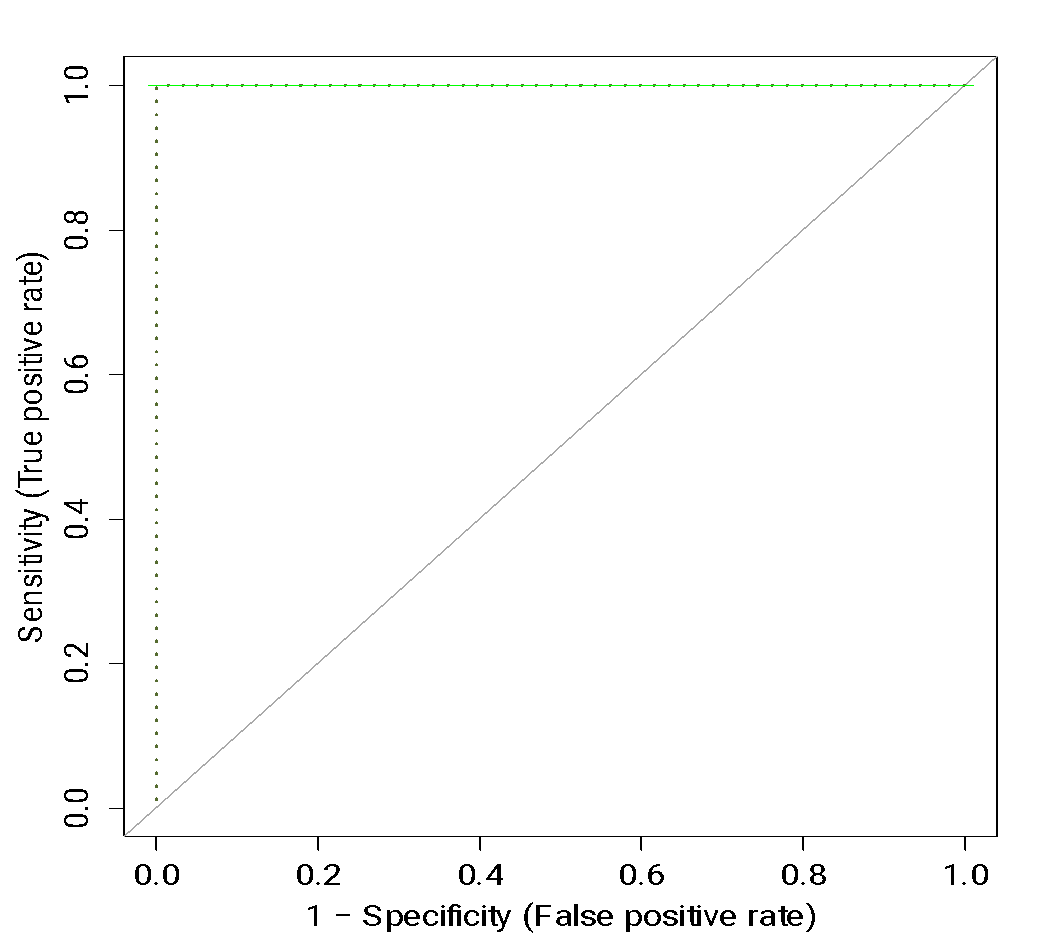 Sensitivity (True positive rate)
1.0
0.8
0.6
0.4
0.2
0.0
0.0 0.2 0.4 0.6 0.8 1.0
1 − Specificity (False positive rate)